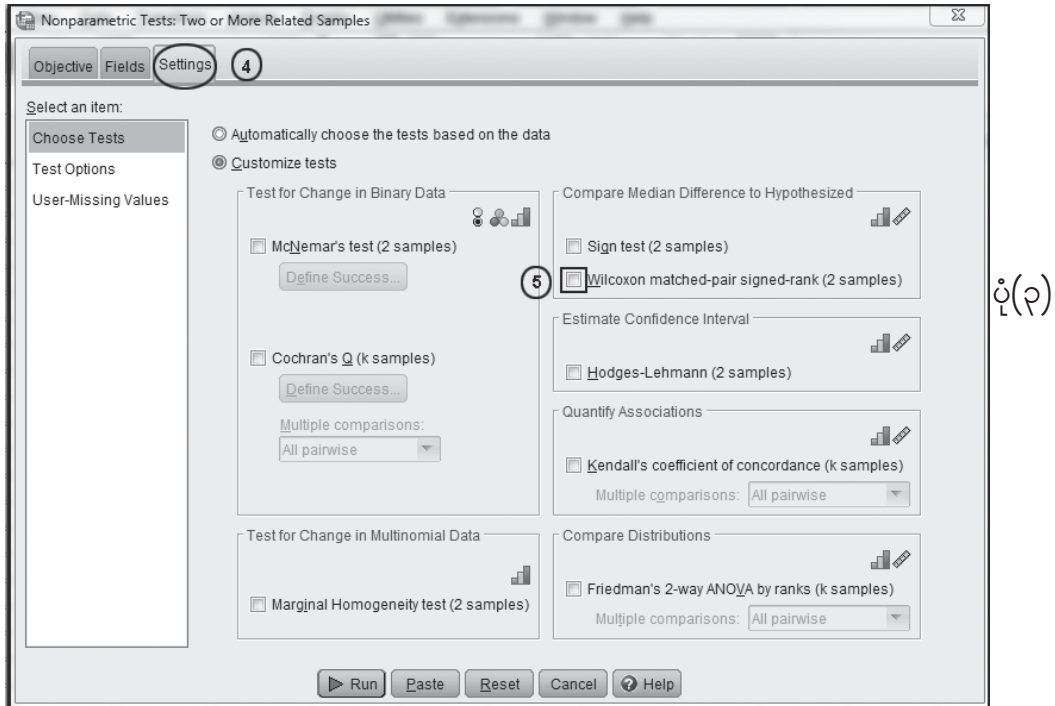 Nonparametric Tests: Two or More Related Samples
Objective Fields Settings 4
Select an item:
Choose Tests
Test Options
User-Missing Values
Automatically choose the tests based on the data
Customize tests
Test for Change in Binary Data
McNemar's test (2 samples)
Define Success...
Cochran's Q (k samples)
Define Success...
Multiple comparisons:
All pairwise
Test for Change in Multinomial Data
Marginal Homogeneity test (2 samples)
Compare Median Difference to Hypothesized
Sign test (2 samples)
5 Wilcoxon matched-pair signed-rank (2 samples)
Estimate Confidence Interval
Hodges-Lehmann (2 samples)
Quantify Associations
Kendall's coefficient of concordance (k samples)
Multiple comparisons: All pairwise
Compare Distributions
Friedman's 2-way ANOVA by ranks (k samples)
Multiple comparisons: All pairwise
Run Paste Reset Cancel Help
ပုံ(၃)